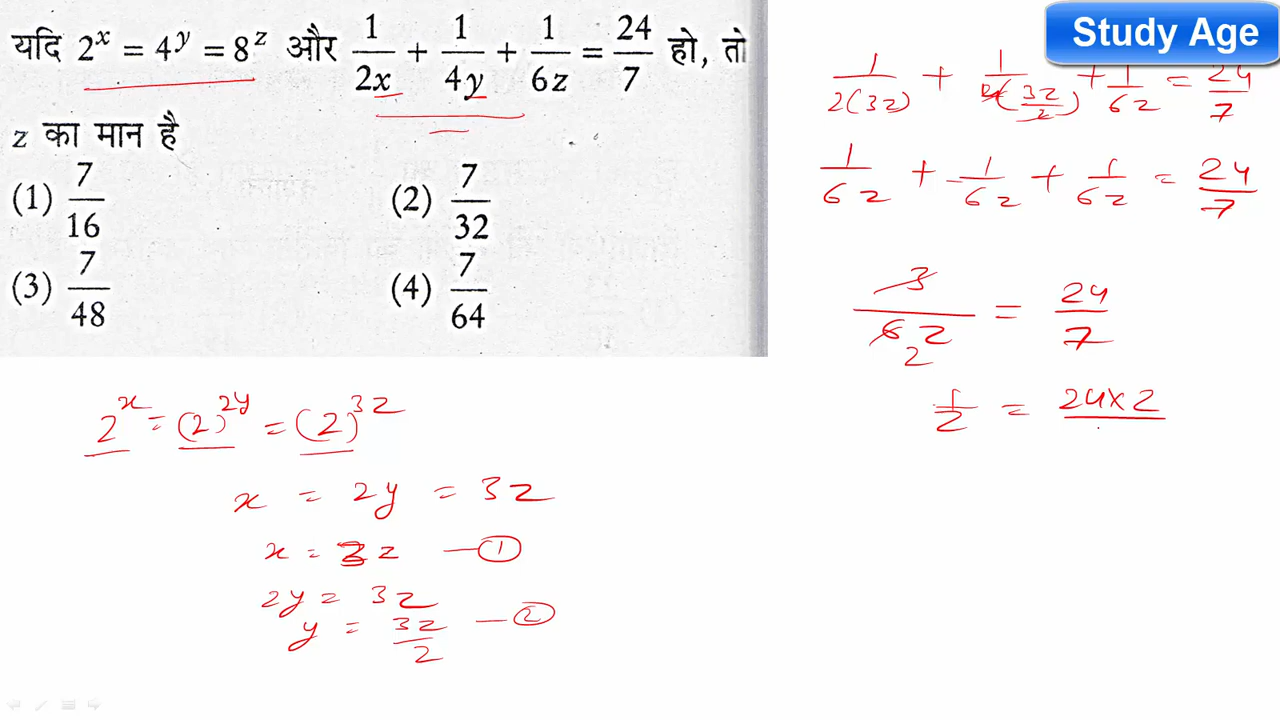 यदि 2^x = 4^y = 8^z और 1/2x + 1/4y + 1/6z = 24/7 हो, तो
z का मान है
(1) 7/16 (2) 7/32
(3) 7/48 (4) 7/64
2^x = (2)^2y = (2)^3z
x = 2y = 3z
x = 3z — ①
2y = 3z
y = 3z/2 — ②
Study Age
1/2(3z) + 1/4(3z/2) + 1/6z = 24/7
1/6z + 1/6z + 1/6z = 24/7
3/6z = 24/7
2
1/z = 24×2